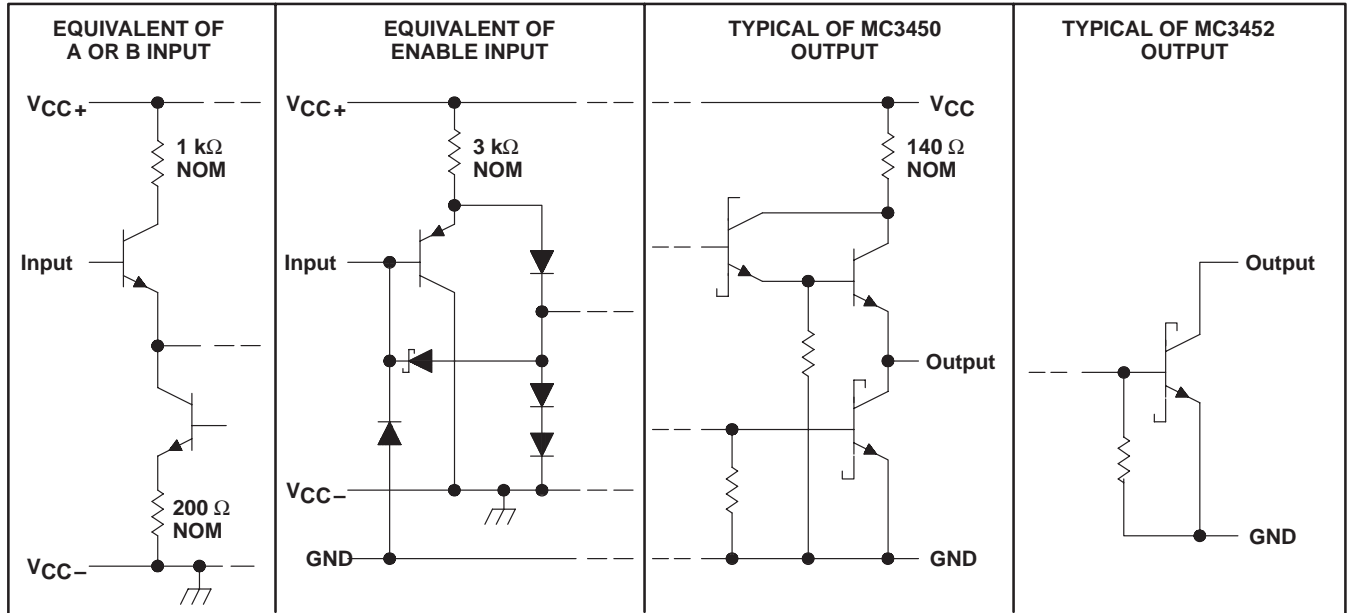 EQUIVALENT OF
A OR B INPUT
VCC+
1 kΩ
NOM
Input
200 Ω
NOM
VCC–
EQUIVALENT OF
ENABLE INPUT
VCC+
3 kΩ
NOM
Input
VCC–
GND
TYPICAL OF MC3450
OUTPUT
VCC
140 Ω
NOM
Output
GND
TYPICAL OF MC3452
OUTPUT
Output
GND